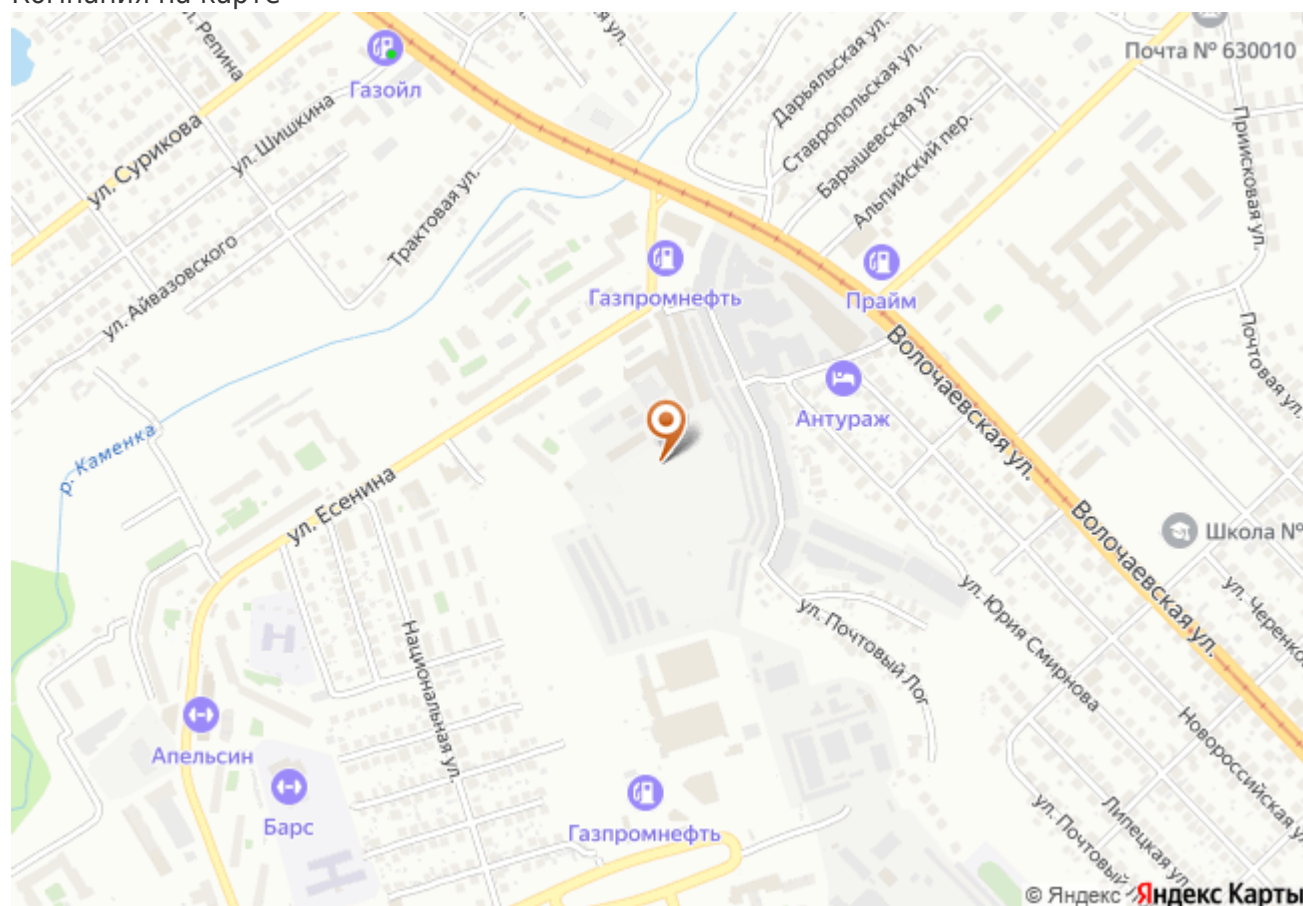 Компания на карте
ул. Репина
Газойл
Дарьяльская ул.
Почта № 630010
ул. Сурикова
ул. Шишкина
Ставропольская ул.
Барышевская ул.
Альпийский пер.
Приисковая ул.
Трактовая ул.
ул. Айвазовского
Газпромнефть
Прайм
Почтовая ул.
Волочаевская ул.
Антураж
р. Каменка
ул. Есенина
Школа №
Волочаевская ул.
ул. Юрия Смирнова
ул. Почтовый Лог
Национальная ул.
Новороссийская
Апельсин
Барс
Газпромнефть
Липецкая ул.
ул. Почтовый
© Яндекс Яндекс Карты